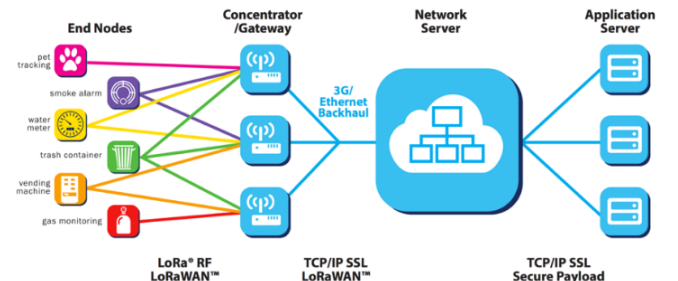 End Nodes
Concentrator
/Gateway
Network
Server
Application
Server
pet
tracking
smoke alarm
water
meter
trash container
vending
machine
gas monitoring
3G/
Ethernet
Backhaul
LoRa® RF
LoRaWAN™
TCP/IP SSL
LoRaWAN™
TCP/IP SSL
Secure Payload